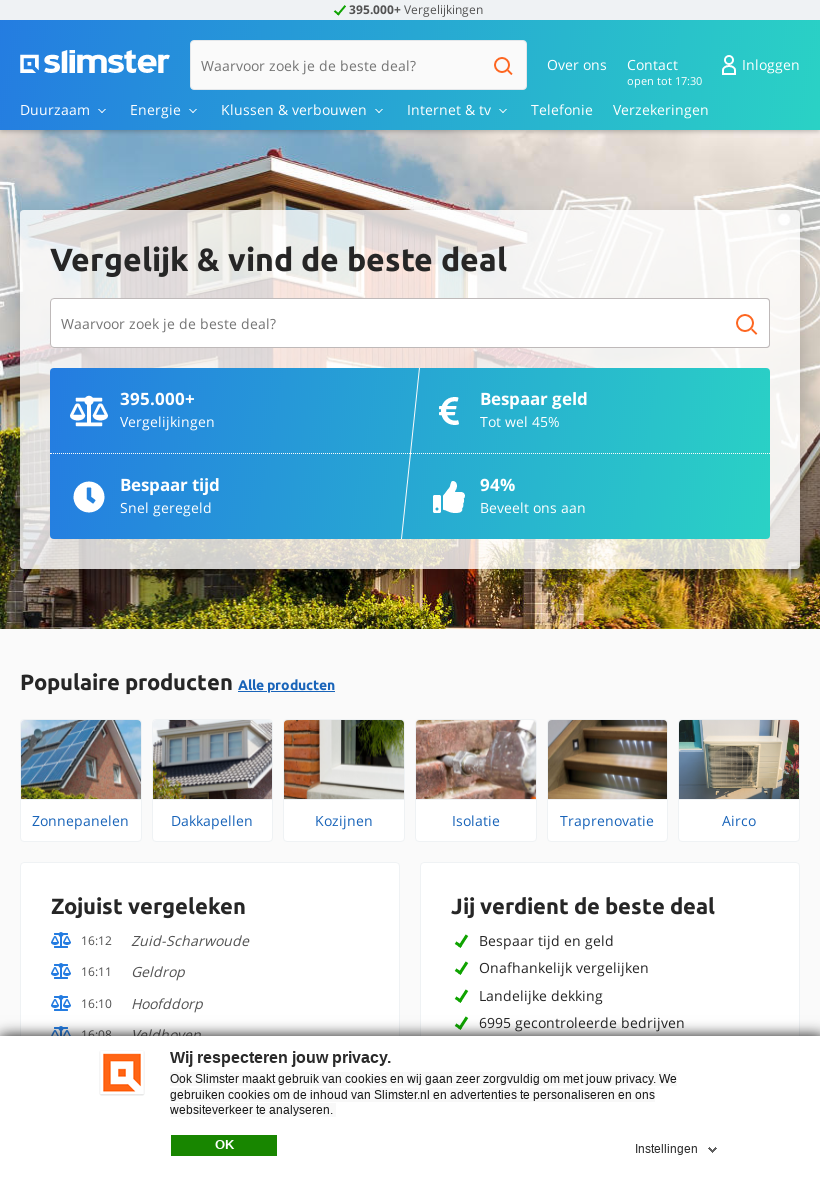 395.000+ Vergelijkingen
slimster
Waarvoor zoek je de beste deal?
Over ons
Contact
open tot 17:30
Inloggen
Duurzaam
Energie
Klussen & verbouwen
Internet & tv
Telefonie
Verzekeringen
Vergelijk & vind de beste deal
Waarvoor zoek je de beste deal?
395.000+
Vergelijkingen
Bespaar geld
Tot wel 45%
Bespaar tijd
Snel geregeld
94%
Beveelt ons aan
Populaire producten Alle producten
Zonnepanelen
Dakkapellen
Kozijnen
Isolatie
Traprenovatie
Airco
Zojuist vergeleken
16:12 Zuid-Scharwoude
16:11 Geldrop
16:10 Hoofddorp
16:08 Veldhoven
Jij verdient de beste deal
Bespaar tijd en geld
Onafhankelijk vergelijken
Landelijke dekking
6995 gecontroleerde bedrijven
Wij respecteren jouw privacy.
Ook Slimster maakt gebruik van cookies en wij gaan zeer zorgvuldig om met jouw privacy. We
gebruiken cookies om de inhoud van Slimster.nl en advertenties te personaliseren en ons
websiteverkeer te analyseren.
OK
Instellingen